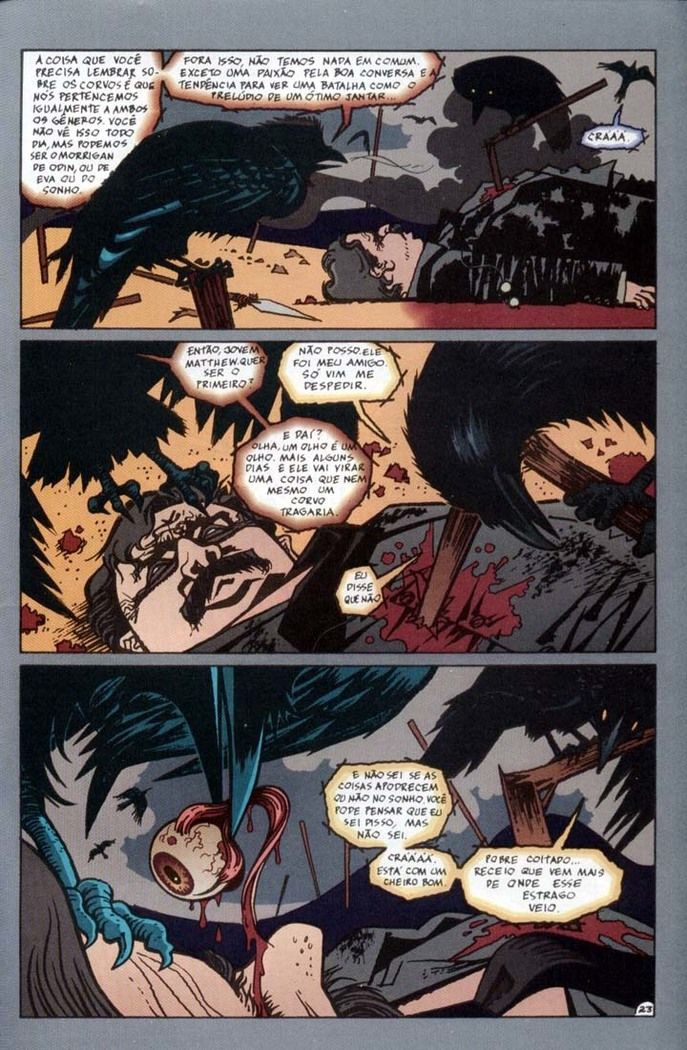 A COISA QUE VOCÊ
PRECISA LEMBRAR SO-
BRE OS CORVOS É QUE
NÓS PERTENCEMOS
IGUALMENTE A AMBOS
OS GÊNEROS. VOCÊ
NÃO VÊ ISSO TODO
DIA, MAS PODEMOS
SER O MORRIGAN
DE ODIN, OU DE
EVA OU DO
SONHO.
FORA ISSO, NÃO TEMOS NADA EM COMUM.
EXCETO UMA PAIXÃO PELA BOA CONVERSA E A
TENDÊNCIA PARA VER UMA BATALHA COMO O
PRELÚDIO DE UM ÓTIMO JANTAR...
CRÁÁÁ.
ENTÃO, JOVEM
MATTHEW. QUER
SER O
PRIMEIRO?
NÃO POSSO. ELE
FOI MEU AMIGO.
SÓ VIM ME
DESPEDIR.
E DAÍ?
OLHA, UM OLHO É UM
OLHO. MAIS ALGUNS
DIAS E ELE VAI VIRAR
UMA COISA QUE NEM
MESMO UM
CORVO
TRAGARIA.
EU
DISSE
QUE NÃO.
E NÃO SEI SE AS
COISAS APODRECEM
OU NÃO NO SONHO. VOCÊ
PODE PENSAR QUE EU
SEI DISSO, MAS
NÃO SEI.
CRÁÁÁÁ.
ESTÁ COM UM
CHEIRO BOM.
POBRE COITADO...
RECEIO QUE VEM MAIS
DE ONDE ESSE
ESTRAGO
VEIO.
23